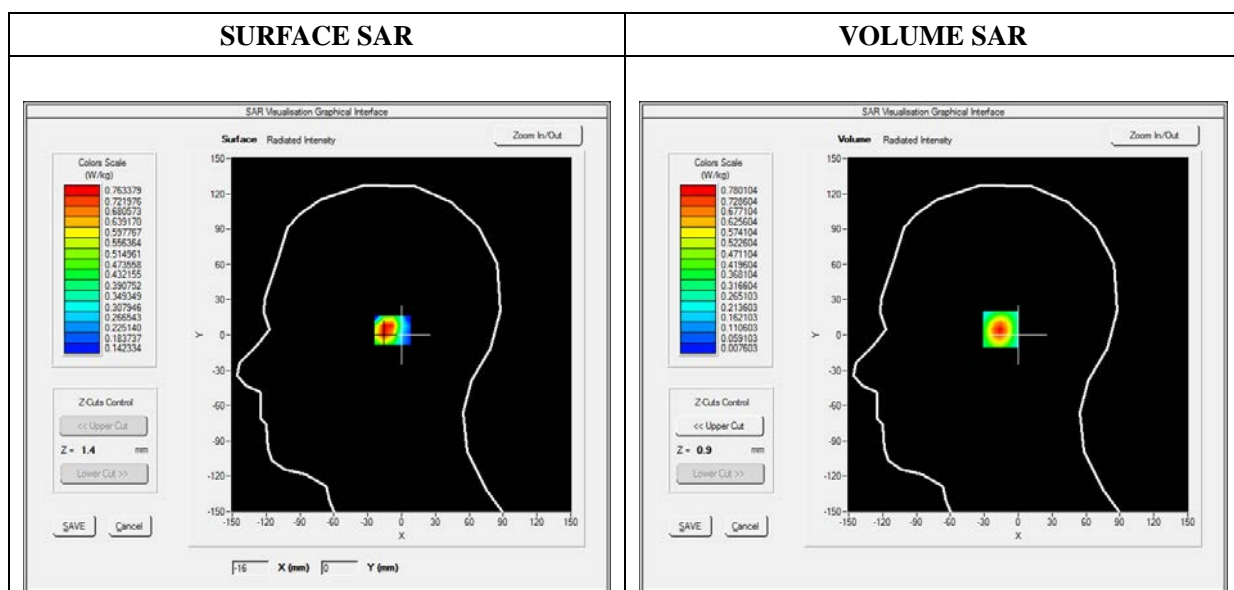 SURFACE SAR
VOLUME SAR
SAR Visualisation Graphical Interface
Surface Radiated Intensity
Zoom In/Out
Colors Scale
(W/kg)
0.763379
0.721976
0.680573
0.639170
0.597767
0.556364
0.514961
0.473558
0.432155
0.390752
0.349349
0.307946
0.266543
0.225140
0.183737
0.142334
150
120
90
60
30
0
-30
-60
-90
-120
-150
Y
-150 -120 -90 -60 -30 0 30 60 90 120 150
X
Z-Cuts Control
<< Upper Cut
Z = 1.4 mm
Lower Cut >>
SAVE Cancel
-16 X (mm) 0 Y (mm)
SAR Visualisation Graphical Interface
Volume Radiated Intensity
Zoom In/Out
Colors Scale
(W/kg)
0.780104
0.728604
0.677104
0.625604
0.574104
0.522604
0.471104
0.419604
0.368104
0.316604
0.265103
0.213603
0.162103
0.110603
0.059103
0.007603
150
120
90
60
30
0
-30
-60
-90
-120
-150
Y
-150 -120 -90 -60 -30 0 30 60 90 120 150
X
Z-Cuts Control
<< Upper Cut
Z = 0.9 mm
Lower Cut >>
SAVE Cancel